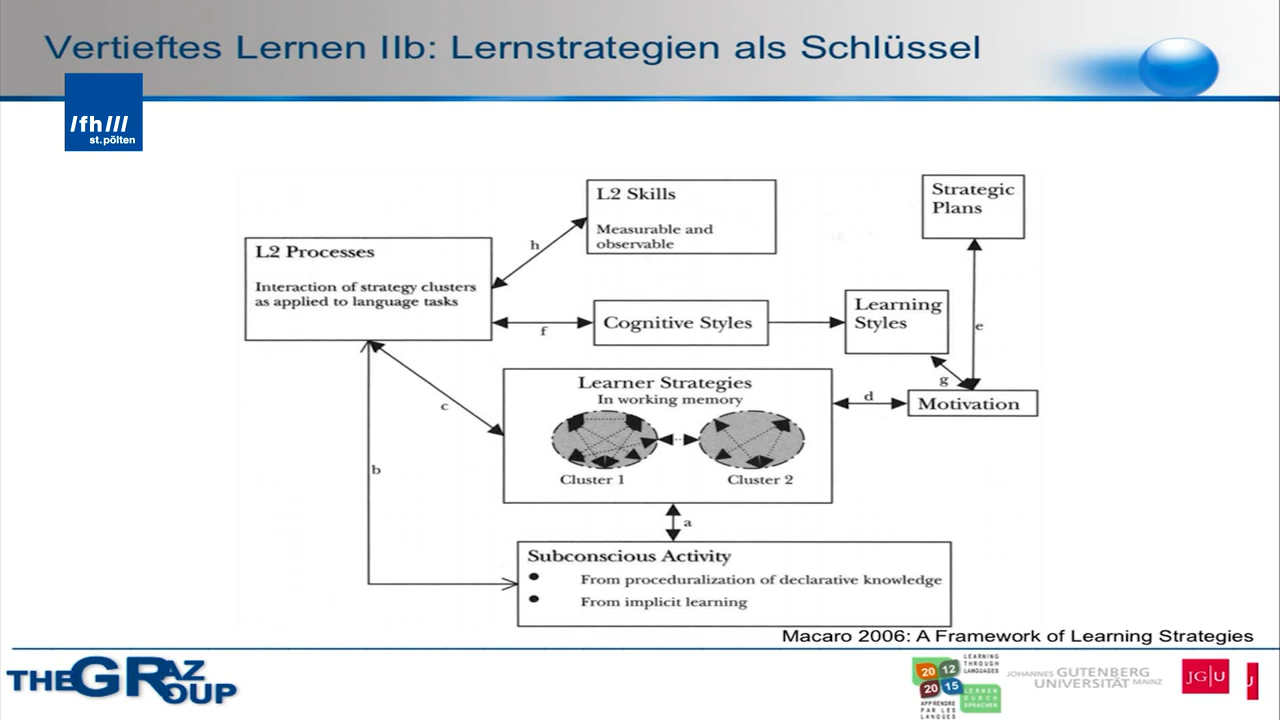 Vertieftes Lernen IIb: Lernstrategien als Schlüssel
/fh///
st.pölten
L2 Skills
Measurable and
observable
Strategic
Plans
L2 Processes
Interaction of strategy clusters
as applied to language tasks
h
Cognitive Styles
f
Learning
Styles
e
g
Motivation
d
Learner Strategies
In working memory
Cluster 1
Cluster 2
c
b
a
Subconscious Activity
• From proceduralization of declarative knowledge
• From implicit learning
Macaro 2006: A Framework of Learning Strategies
THE GRAZ
GROUP
LEARNING
THROUGH
LANGUAGES
20 12
20 15
LERNEN
DURCH
SPRACHEN
APPRENDRE
PAR LES
LANGUES
JOHANNES GUTENBERG
UNIVERSITÄT MAINZ
JG|U